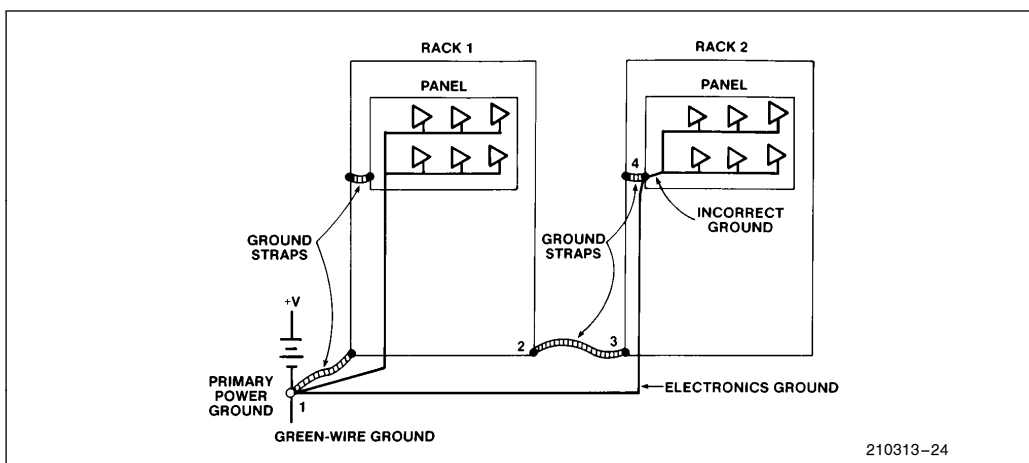 RACK 1
RACK 2
PANEL
PANEL
4
INCORRECT
GROUND
GROUND
STRAPS
GROUND
STRAPS
+V
2
3
PRIMARY
POWER
GROUND
1
ELECTRONICS GROUND
GREEN-WIRE GROUND
210313–24